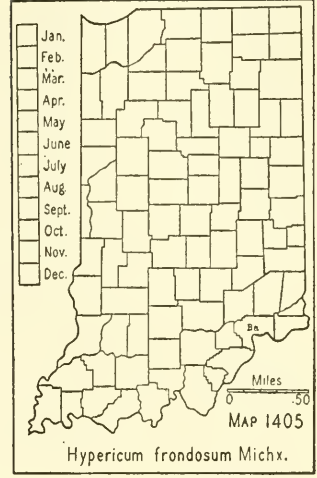 Jan.
Feb.
Mar.
Apr.
May
June
July
Aug.
Sept.
Oct.
Nov.
Dec.
Ba
Miles
0 50
MAP 1405
Hypericum frondosum Michx.